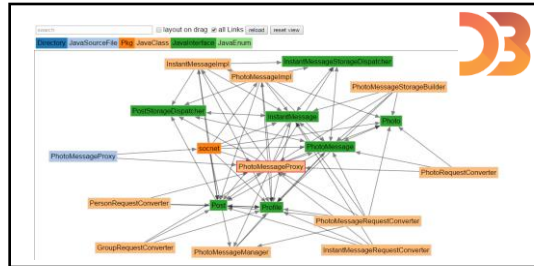 search layout on drag all Links reload reset view
Directory JavaSourceFile Pkg JavaClass JavaInterface JavaEnum
InstantMessageImpl InstantMessageStorageDispatcher
PhotoMessageImpl
PhotoMessageStorageBuilder
PostStorageDispatcher
InstantMessage
Photo
PhotoMessageProxy socnet PhotoMessage
PhotoMessageProxy
PhotoRequestConverter
PersonRequestConverter Post Profile
PhotoMessageRequestConverter
GroupRequestConverter
PhotoMessageManager InstantMessageRequestConverter
D3